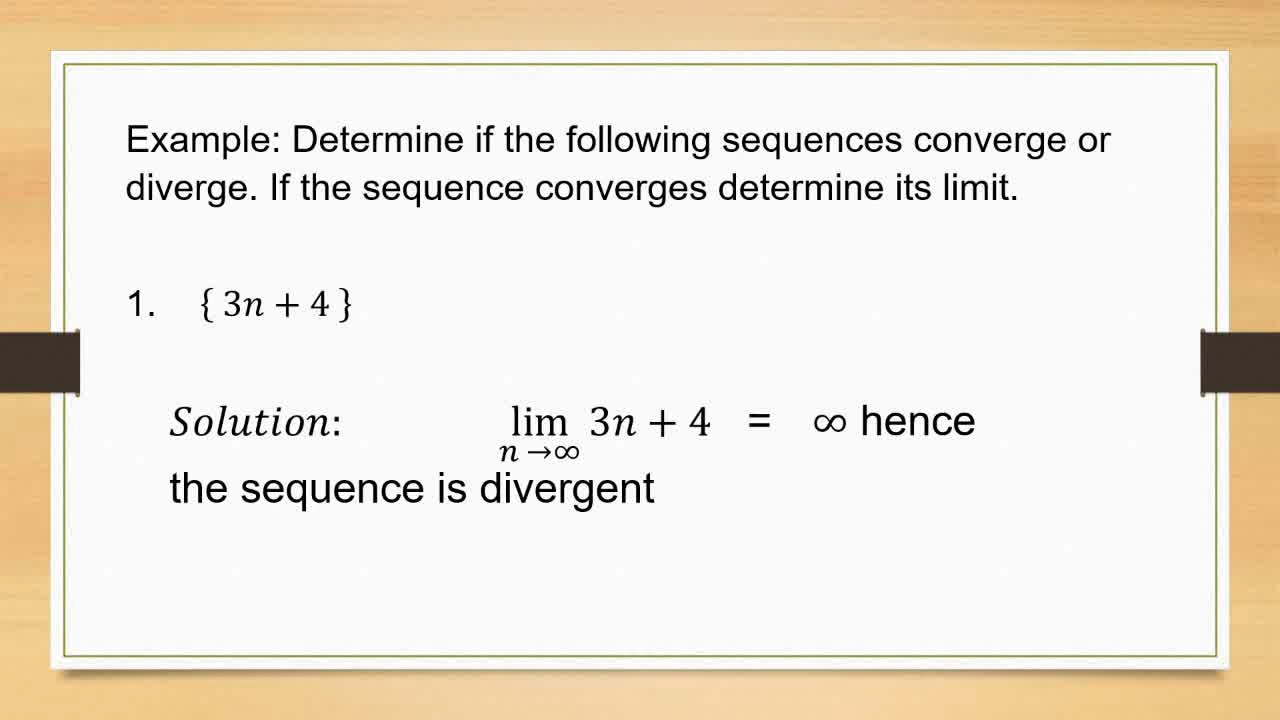 Example: Determine if the following sequences converge or
diverge. If the sequence converges determine its limit.
1. { 3𝑛 + 4 }
𝑆𝑜𝑙𝑢𝑡𝑖𝑜𝑛: lim 3𝑛 + 4 = ∞ hence
𝑛 →∞
the sequence is divergent